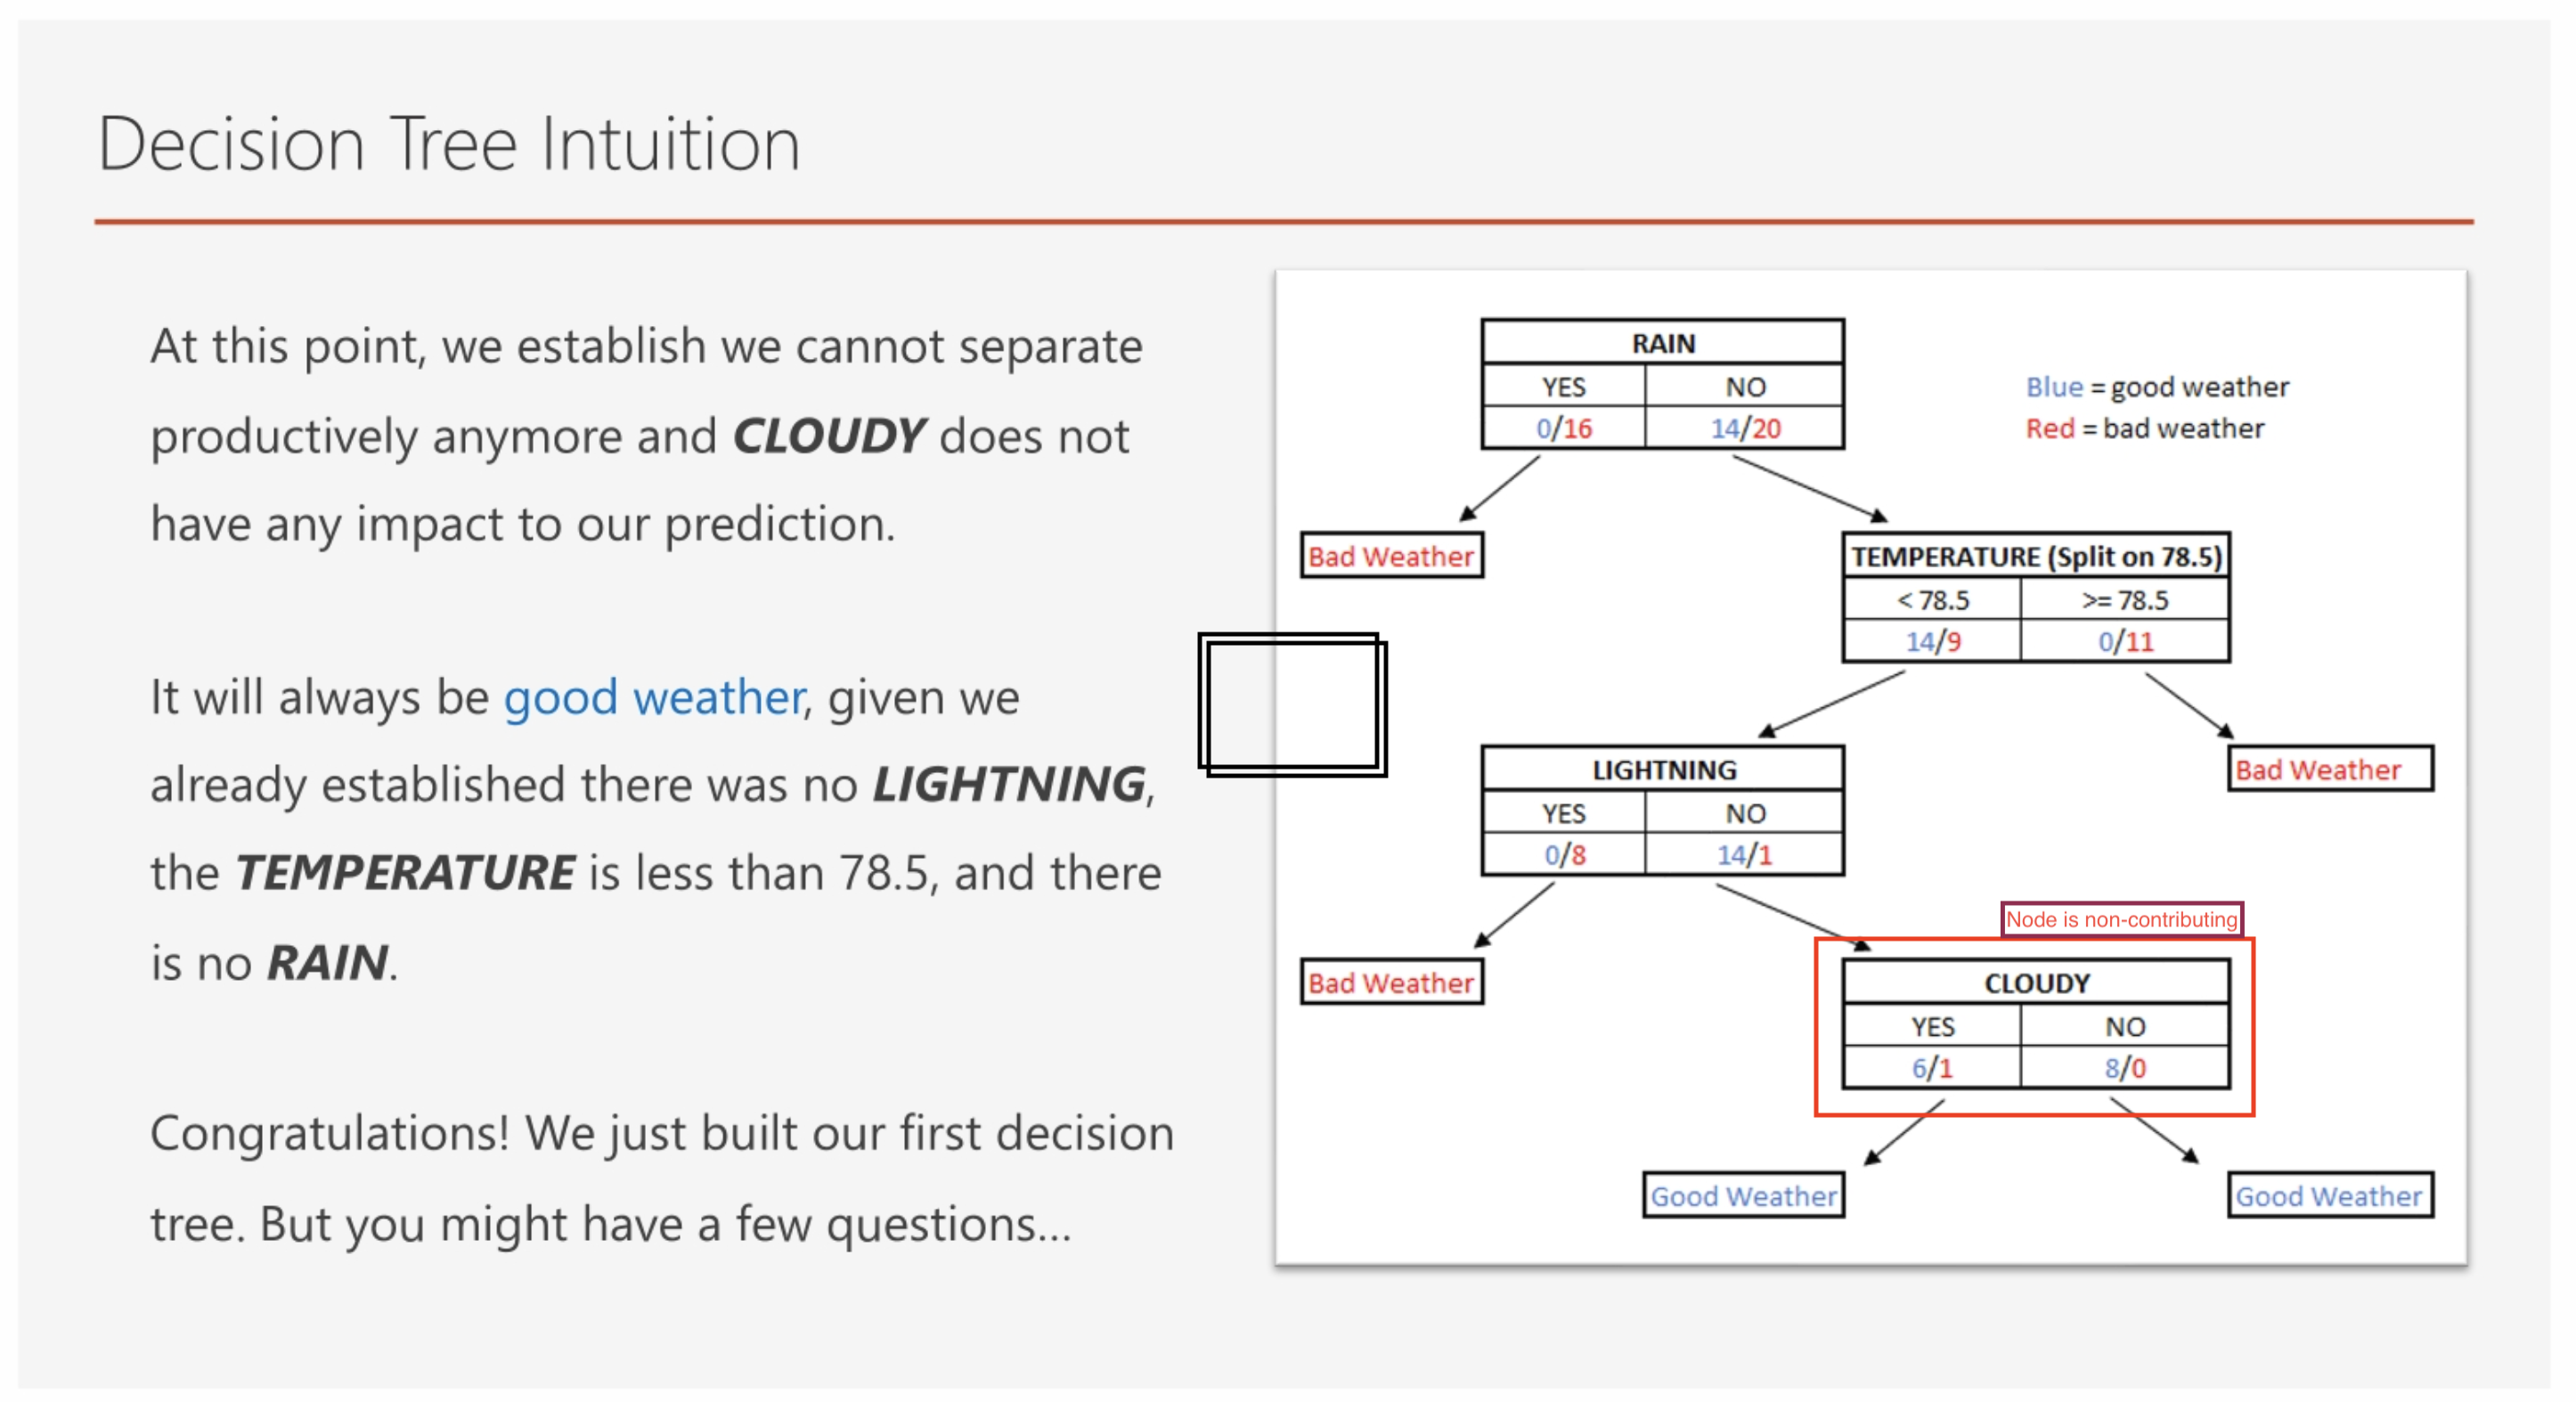 Decision Tree Intuition
At this point, we establish we cannot separate
productively anymore and CLOUDY does not
have any impact to our prediction.
It will always be good weather, given we
already established there was no LIGHTNING,
the TEMPERATURE is less than 78.5, and there
is no RAIN.
Congratulations! We just built our first decision
tree. But you might have a few questions...
RAIN
YES NO
0/16 14/20
Blue = good weather
Red = bad weather
Bad Weather
TEMPERATURE (Split on 78.5)
< 78.5 >= 78.5
14/9 0/11
LIGHTNING
YES NO
0/8 14/1
Bad Weather
Bad Weather
Node is non-contributing
CLOUDY
YES NO
6/1 8/0
Good Weather
Good Weather